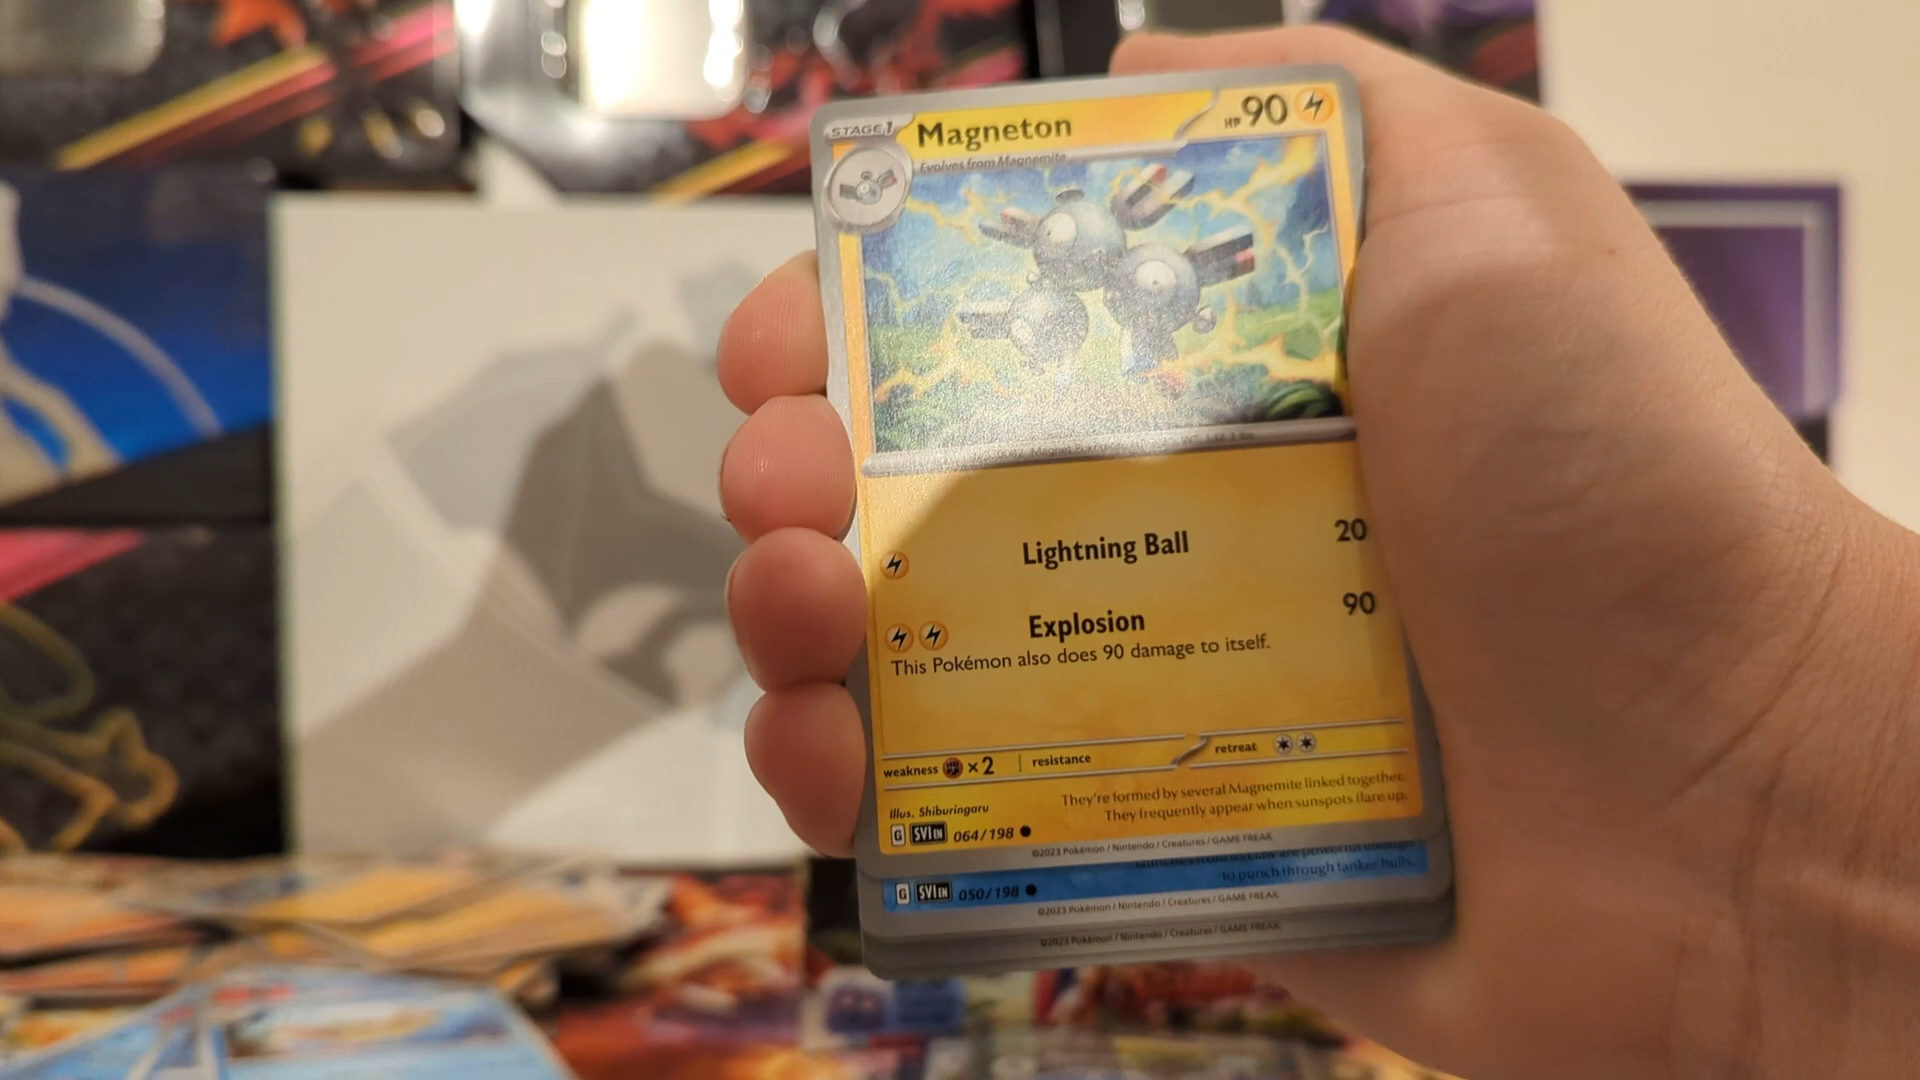 STAGE1 Magneton HP90
Evolves from Magnemite
Lightning Ball 20
Explosion 90
This Pokémon also does 90 damage to itself.
weakness ×2 resistance retreat
Illus. Shiburingaru
They're formed by several Magnemite linked together.
They frequently appear when sunspots flare up.
G SVI EN 064/198
©2023 Pokémon / Nintendo / Creatures / GAME FREAK
to punch through tanker hulls.
G SVI EN 050/198
©2023 Pokémon / Nintendo / Creatures / GAME FREAK
©2023 Pokémon / Nintendo / Creatures / GAME FREAK